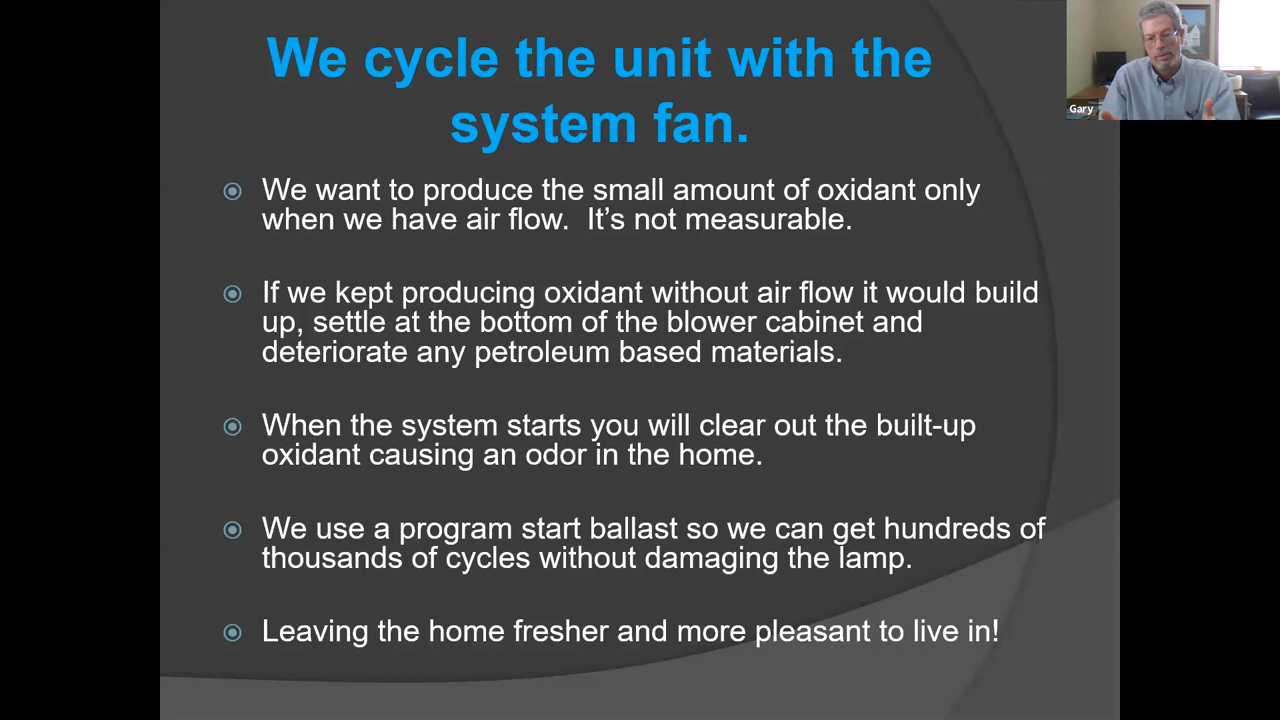 We cycle the unit with the
system fan.
Gary
We want to produce the small amount of oxidant only
when we have air flow.  It’s not measurable.
If we kept producing oxidant without air flow it would build
up, settle at the bottom of the blower cabinet and
deteriorate any petroleum based materials.
When the system starts you will clear out the built-up
oxidant causing an odor in the home.
We use a program start ballast so we can get hundreds of
thousands of cycles without damaging the lamp.
Leaving the home fresher and more pleasant to live in!